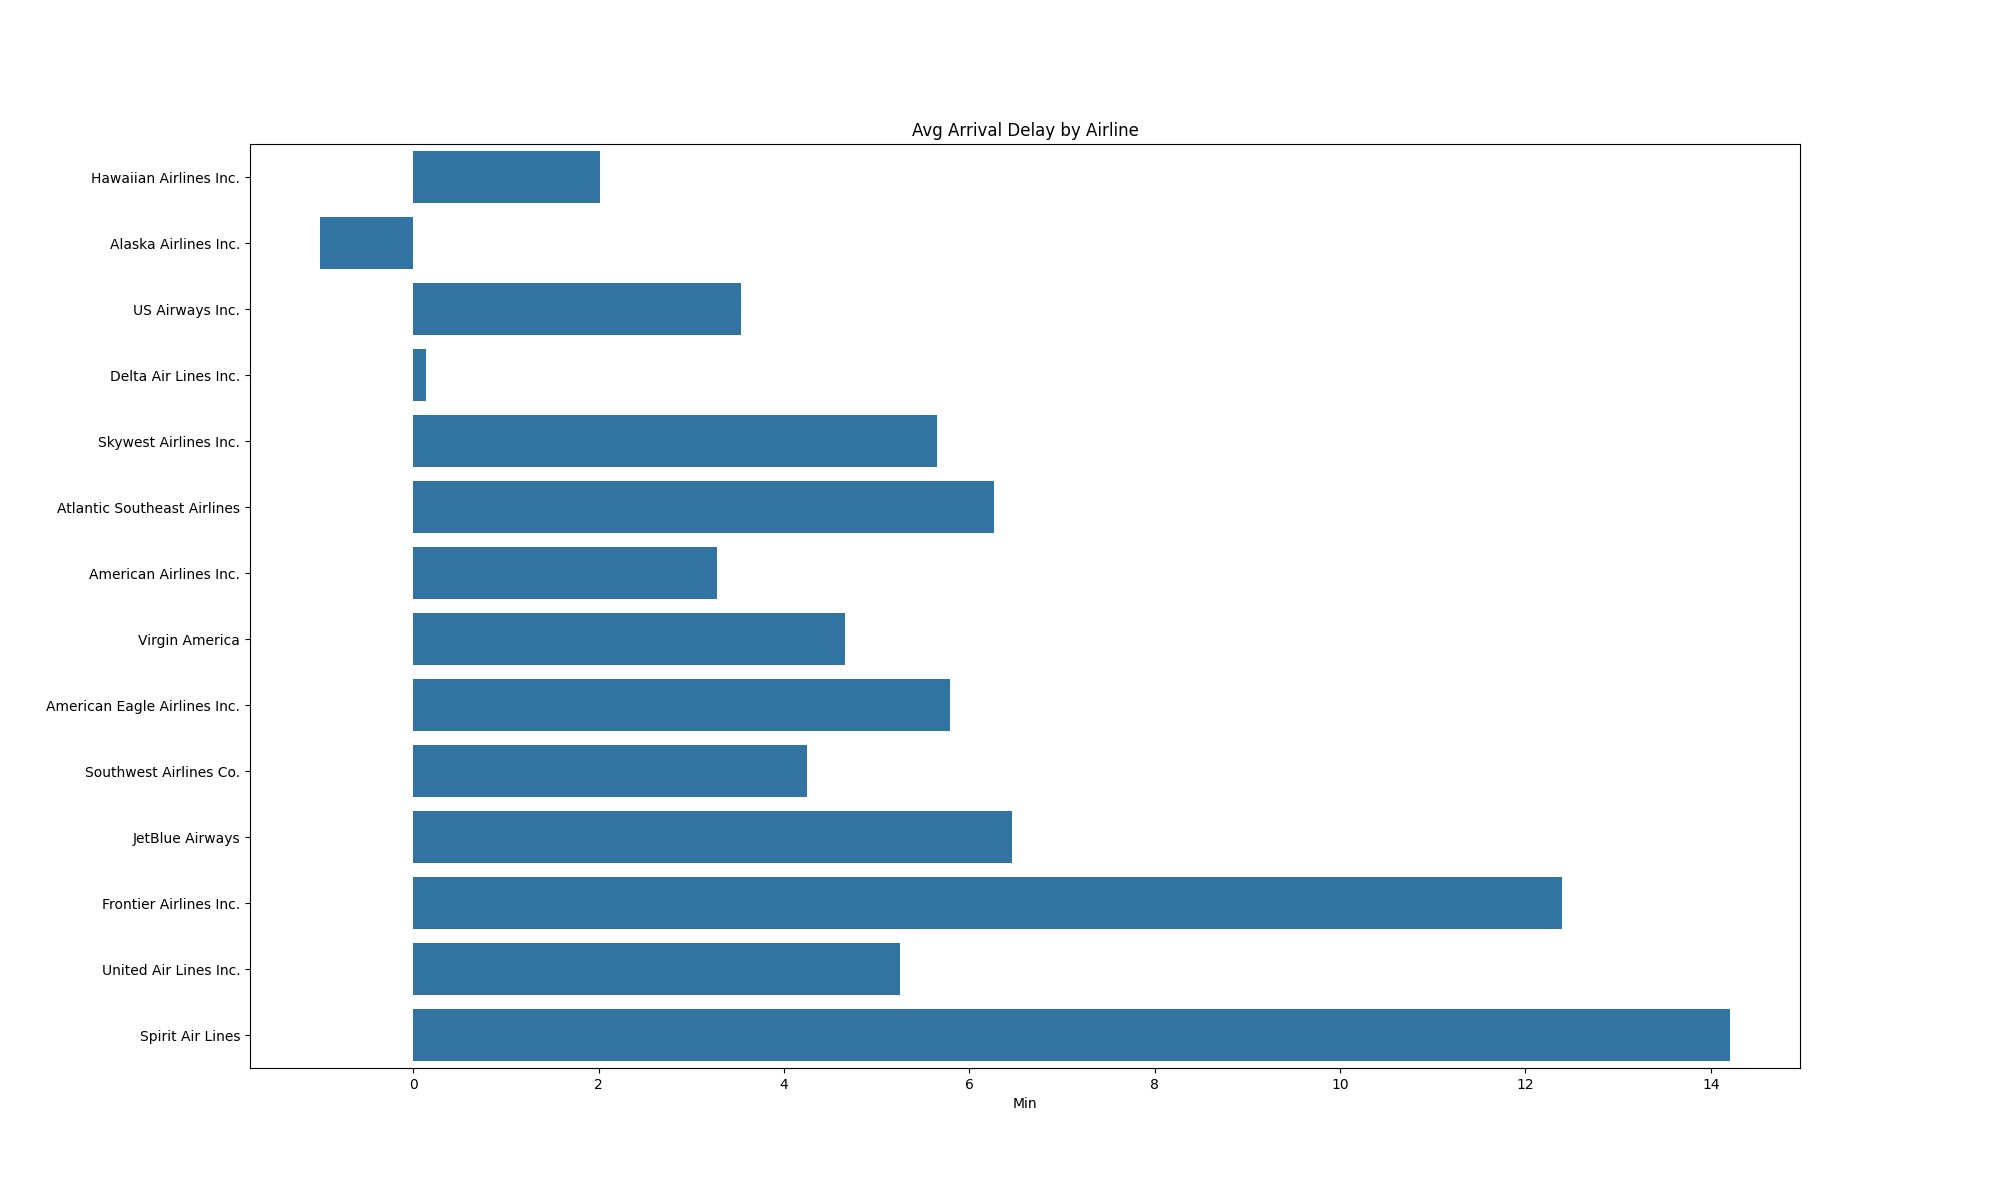 Avg Arrival Delay by Airline
Hawaiian Airlines Inc.
Alaska Airlines Inc.
US Airways Inc.
Delta Air Lines Inc.
Skywest Airlines Inc.
Atlantic Southeast Airlines
American Airlines Inc.
Virgin America
American Eagle Airlines Inc.
Southwest Airlines Co.
JetBlue Airways
Frontier Airlines Inc.
United Air Lines Inc.
Spirit Air Lines
0 2 4 6 8 10 12 14
Min